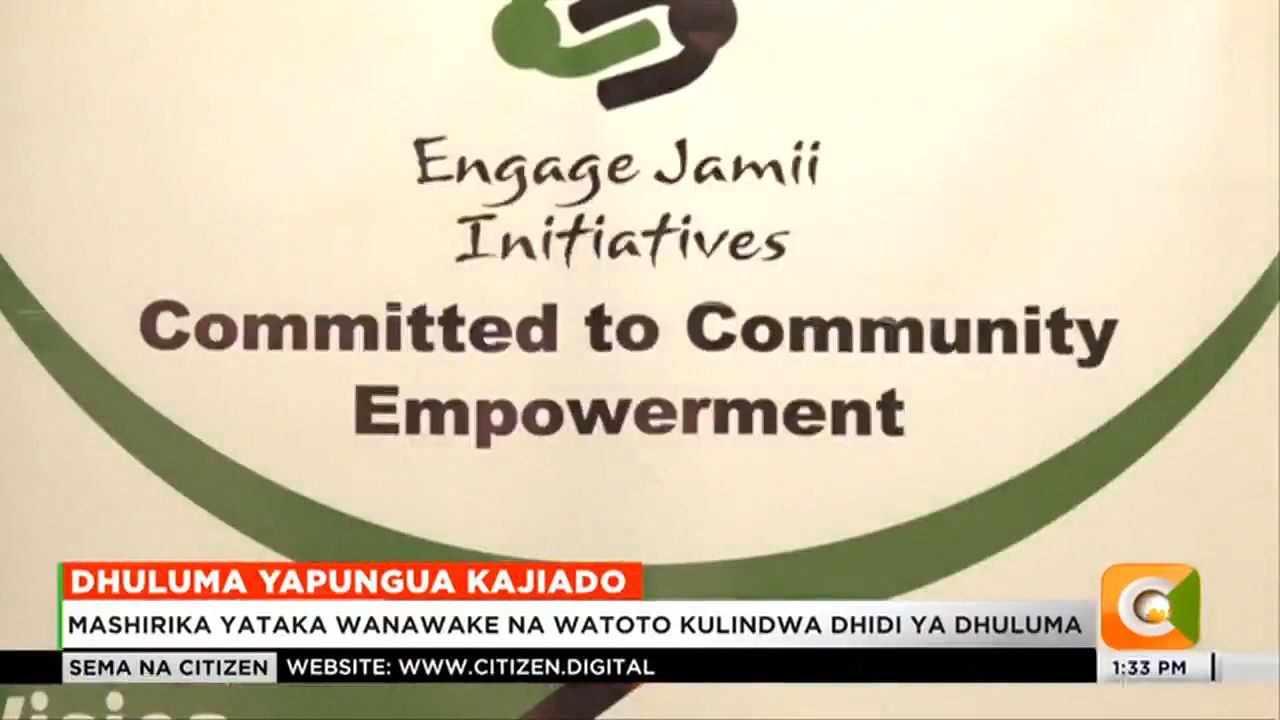 Engage Jamii
Initiatives
Committed to Community
Empowerment
DHULUMA YAPUNGUA KAJIADO
MASHIRIKA YATAKA WANAWAKE NA WATOTO KULINDWA DHIDI YA DHULUMA
SEMA NA CITIZEN WEBSITE: WWW.CITIZEN.DIGITAL
1:33 PM